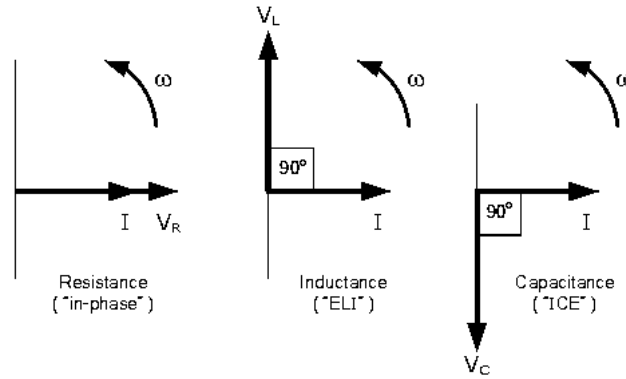 V_L
ω
ω
ω
90°
90°
I
V_R
I
I
Resistance
("in-phase")
Inductance
("ELI")
Capacitance
("ICE")
V_C